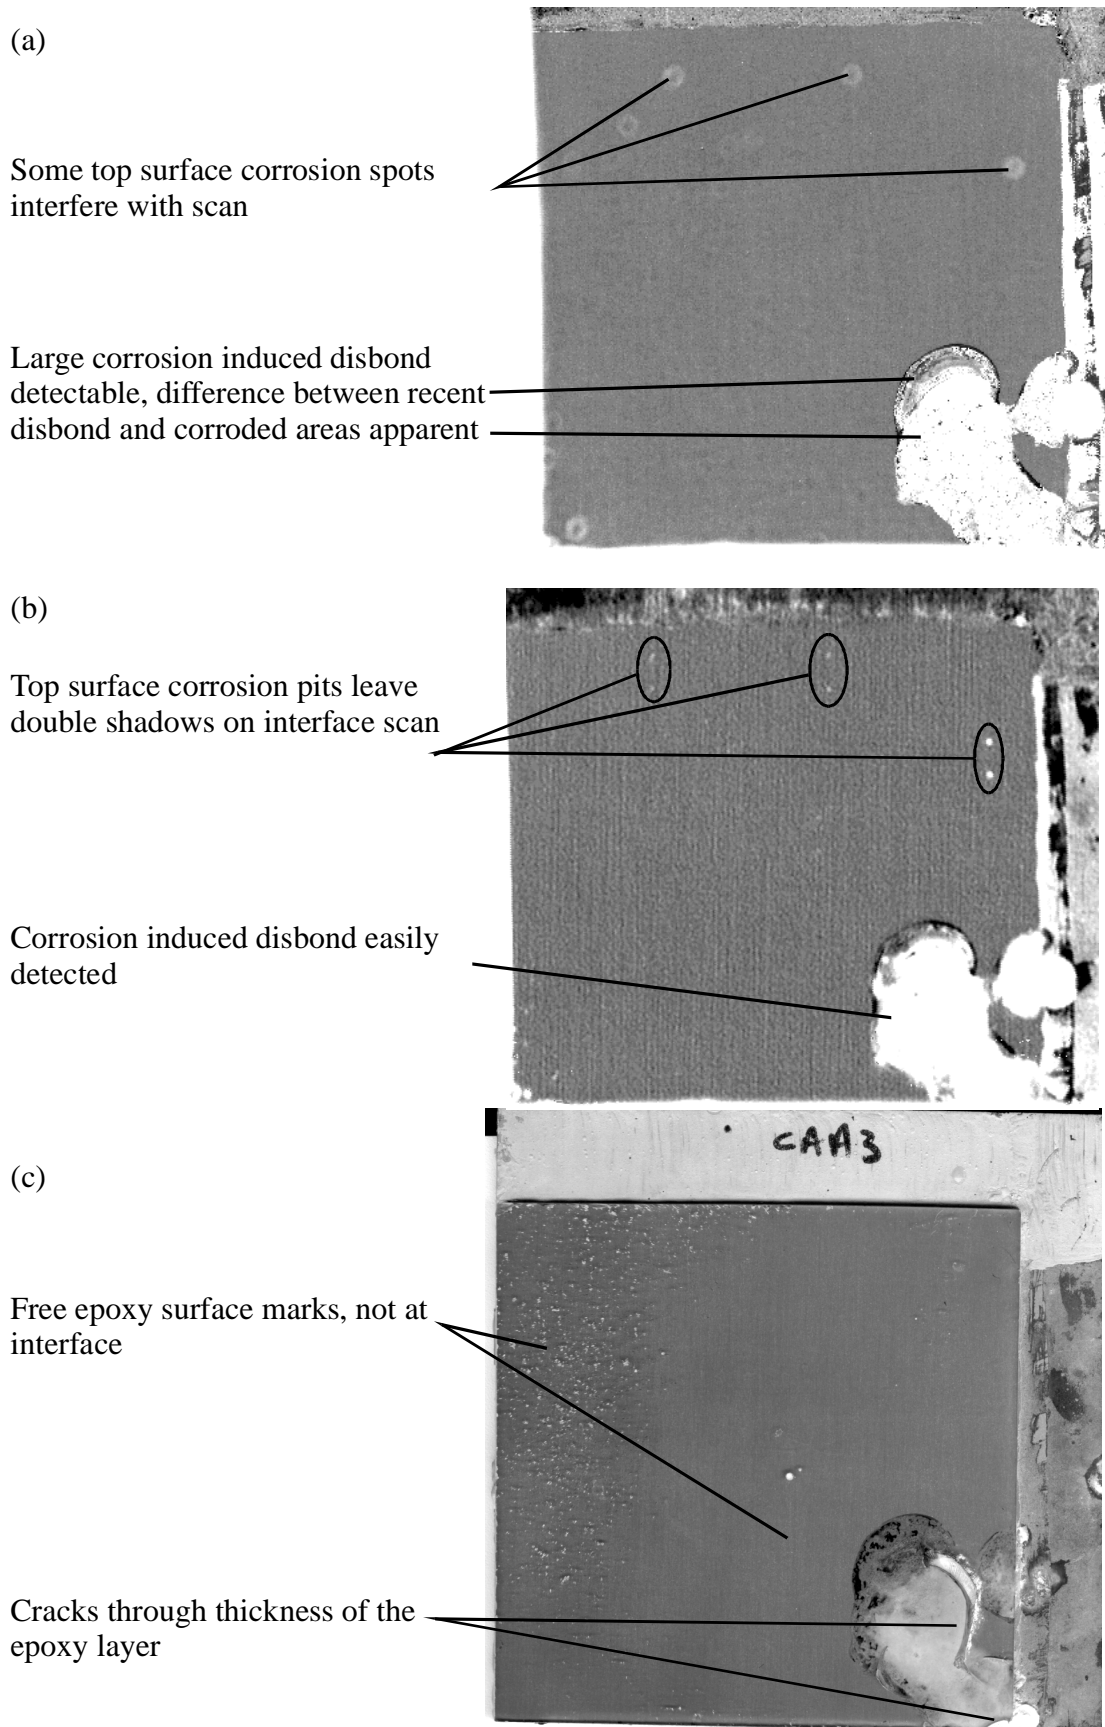 (a)
Some top surface corrosion spots
interfere with scan
Large corrosion induced disbond
detectable, difference between recent
disbond and corroded areas apparent
(b)
Top surface corrosion pits leave
double shadows on interface scan
Corrosion induced disbond easily
detected
CAA3
(c)
Free epoxy surface marks, not at
interface
Cracks through thickness of the
epoxy layer